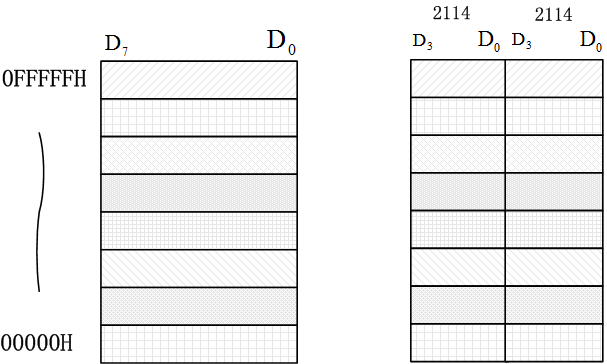 2114 2114
D7 D0 D3 D0 D3 D0
0FFFFFH
00000H